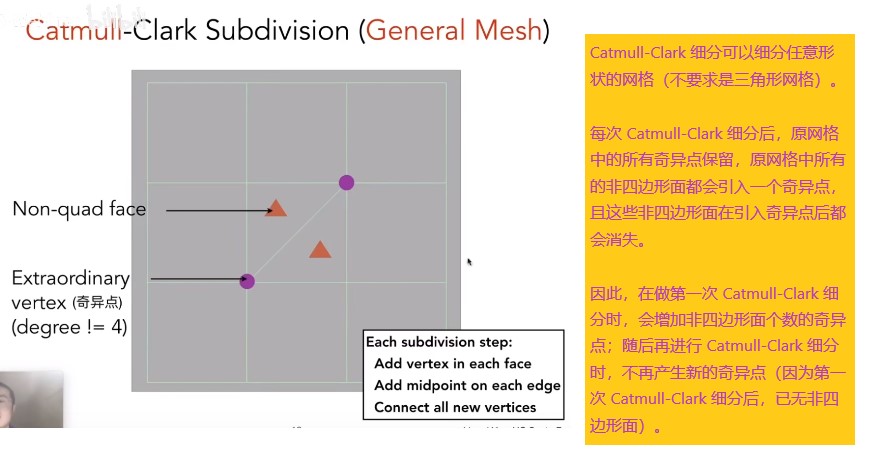 Catmull-Clark Subdivision (General Mesh)
Non-quad face
Extraordinary
vertex (奇异点)
(degree != 4)
Each subdivision step:
Add vertex in each face
Add midpoint on each edge
Connect all new vertices
Catmull-Clark 细分可以细分任意形
状的网格（不要求是三角形网格）。
每次 Catmull-Clark 细分后，原网格
中的所有奇异点保留，原网格中所有
的非四边形面都会引入一个奇异点，
且这些非四边形面在引入奇异点后都
会消失。
因此，在做第一次 Catmull-Clark 细
分时，会增加非四边形面个数的奇异
点；随后再进行 Catmull-Clark 细分
时，不再产生新的奇异点（因为第一
次 Catmull-Clark 细分后，已无非四
边形面）。